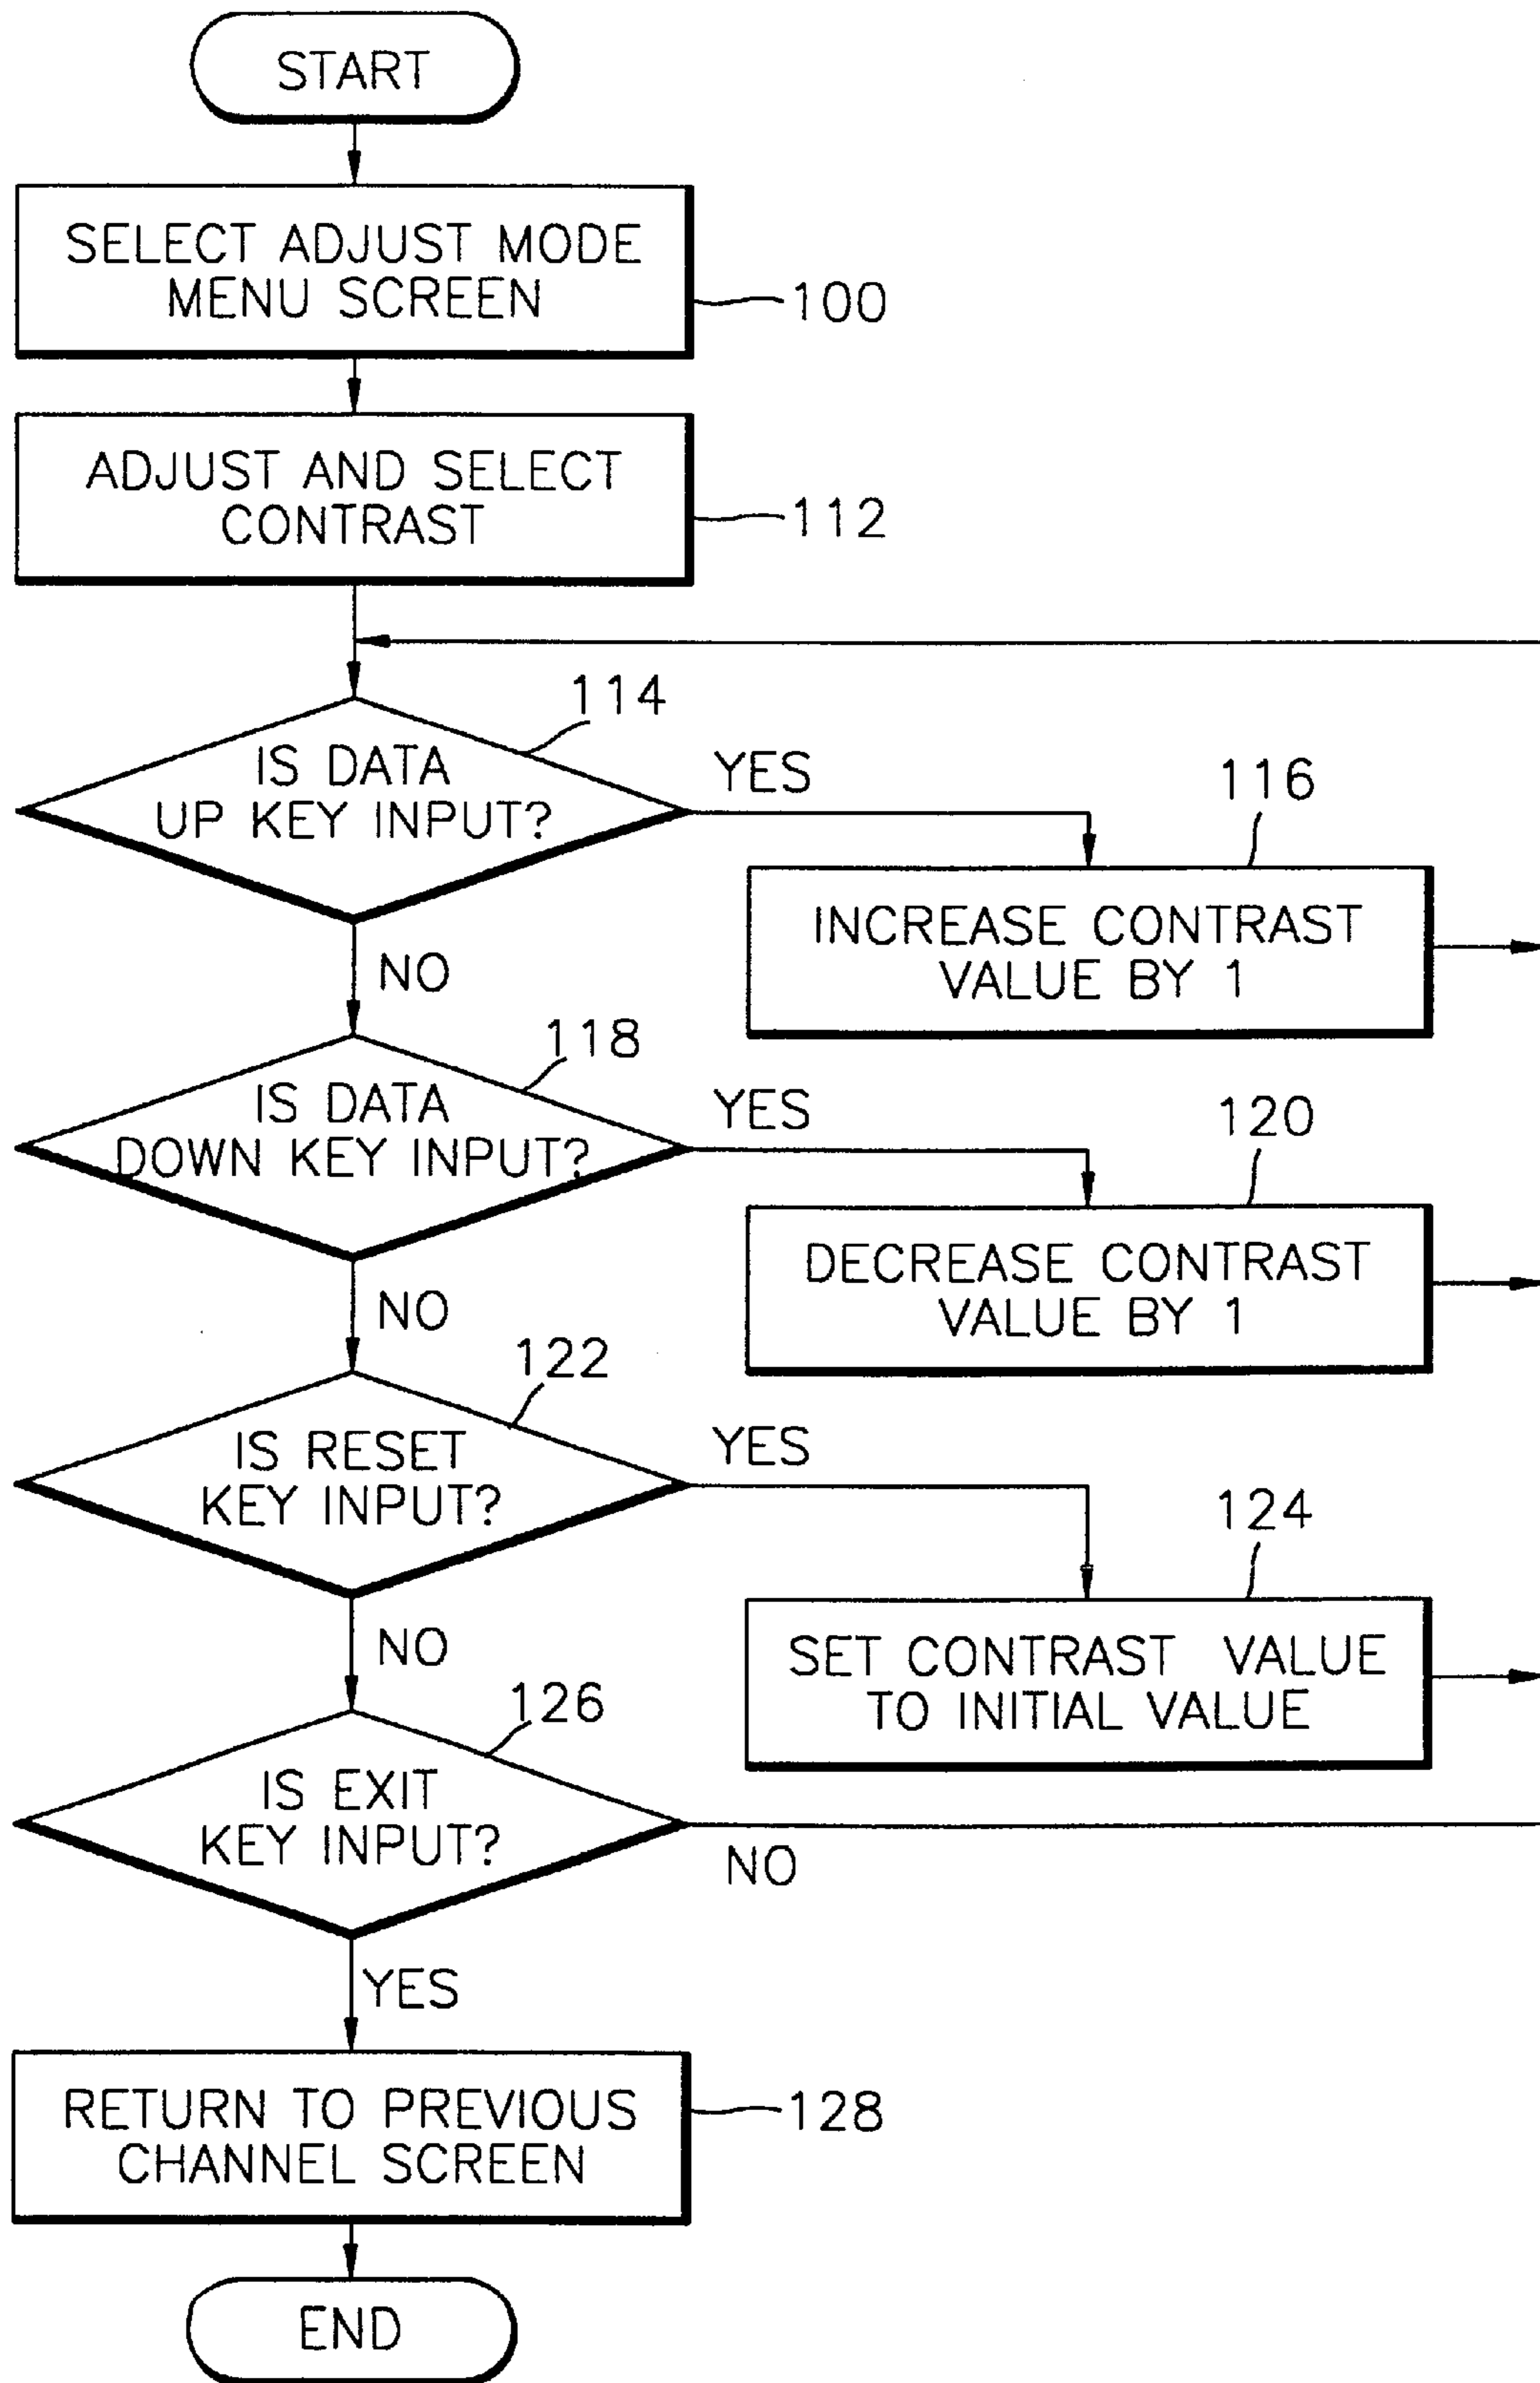 START
SELECT ADJUST MODE
MENU SCREEN
100
ADJUST AND SELECT
CONTRAST
112
114
IS DATA
UP KEY INPUT?
YES
116
INCREASE CONTRAST
VALUE BY 1
NO
118
IS DATA
DOWN KEY INPUT?
YES
120
DECREASE CONTRAST
VALUE BY 1
NO
122
IS RESET
KEY INPUT?
YES
124
SET CONTRAST VALUE
TO INITIAL VALUE
NO
126
IS EXIT
KEY INPUT?
NO
YES
RETURN TO PREVIOUS
CHANNEL SCREEN
128
END